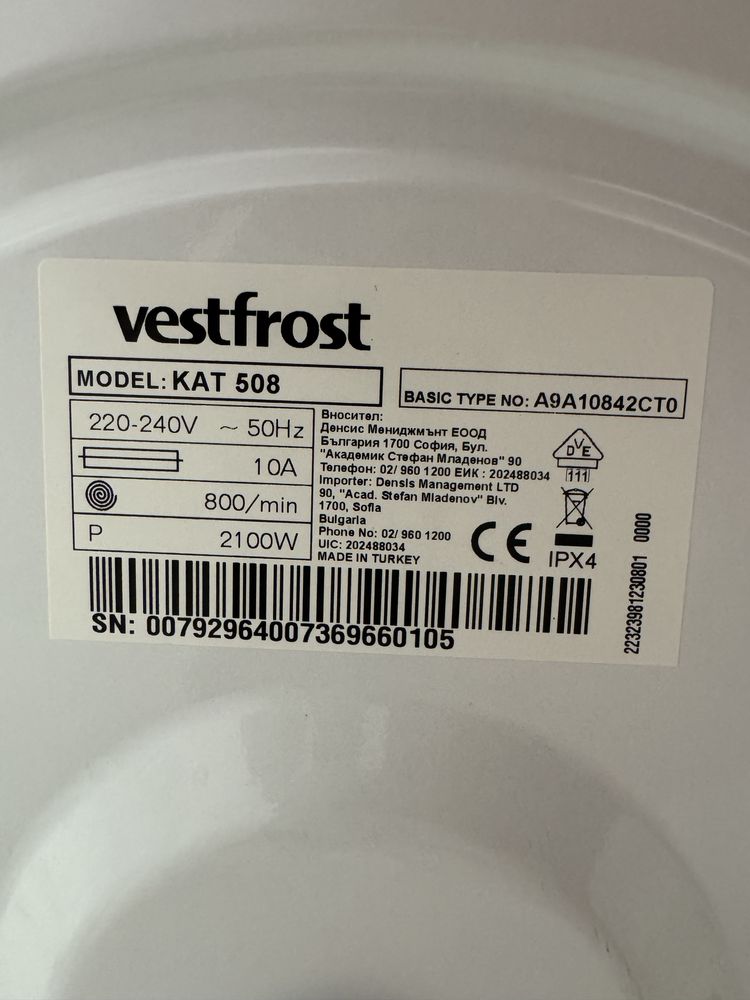 vestfrost
MODEL: KAT 508
BASIC TYPE NO: A9A10842CT0
220-240V ~ 50Hz
10A
800/min
P 2100W
Вносител:
Денсис Мениджмънт ЕООД
България 1700 София, Бул.
"Академик Стефан Младенов" 90
Телефон: 02/ 960 1200 ЕИК : 202488034
Importer: Densis Management LTD
90, "Acad. Stefan Mladenov" Blv.
1700, Sofia
Bulgaria
Phone No: 02/ 960 1200
UIC: 202488034
MADE IN TURKEY
DVE
111
CE
IPX4
SN: 00792964007369660105
22323981230801 0000